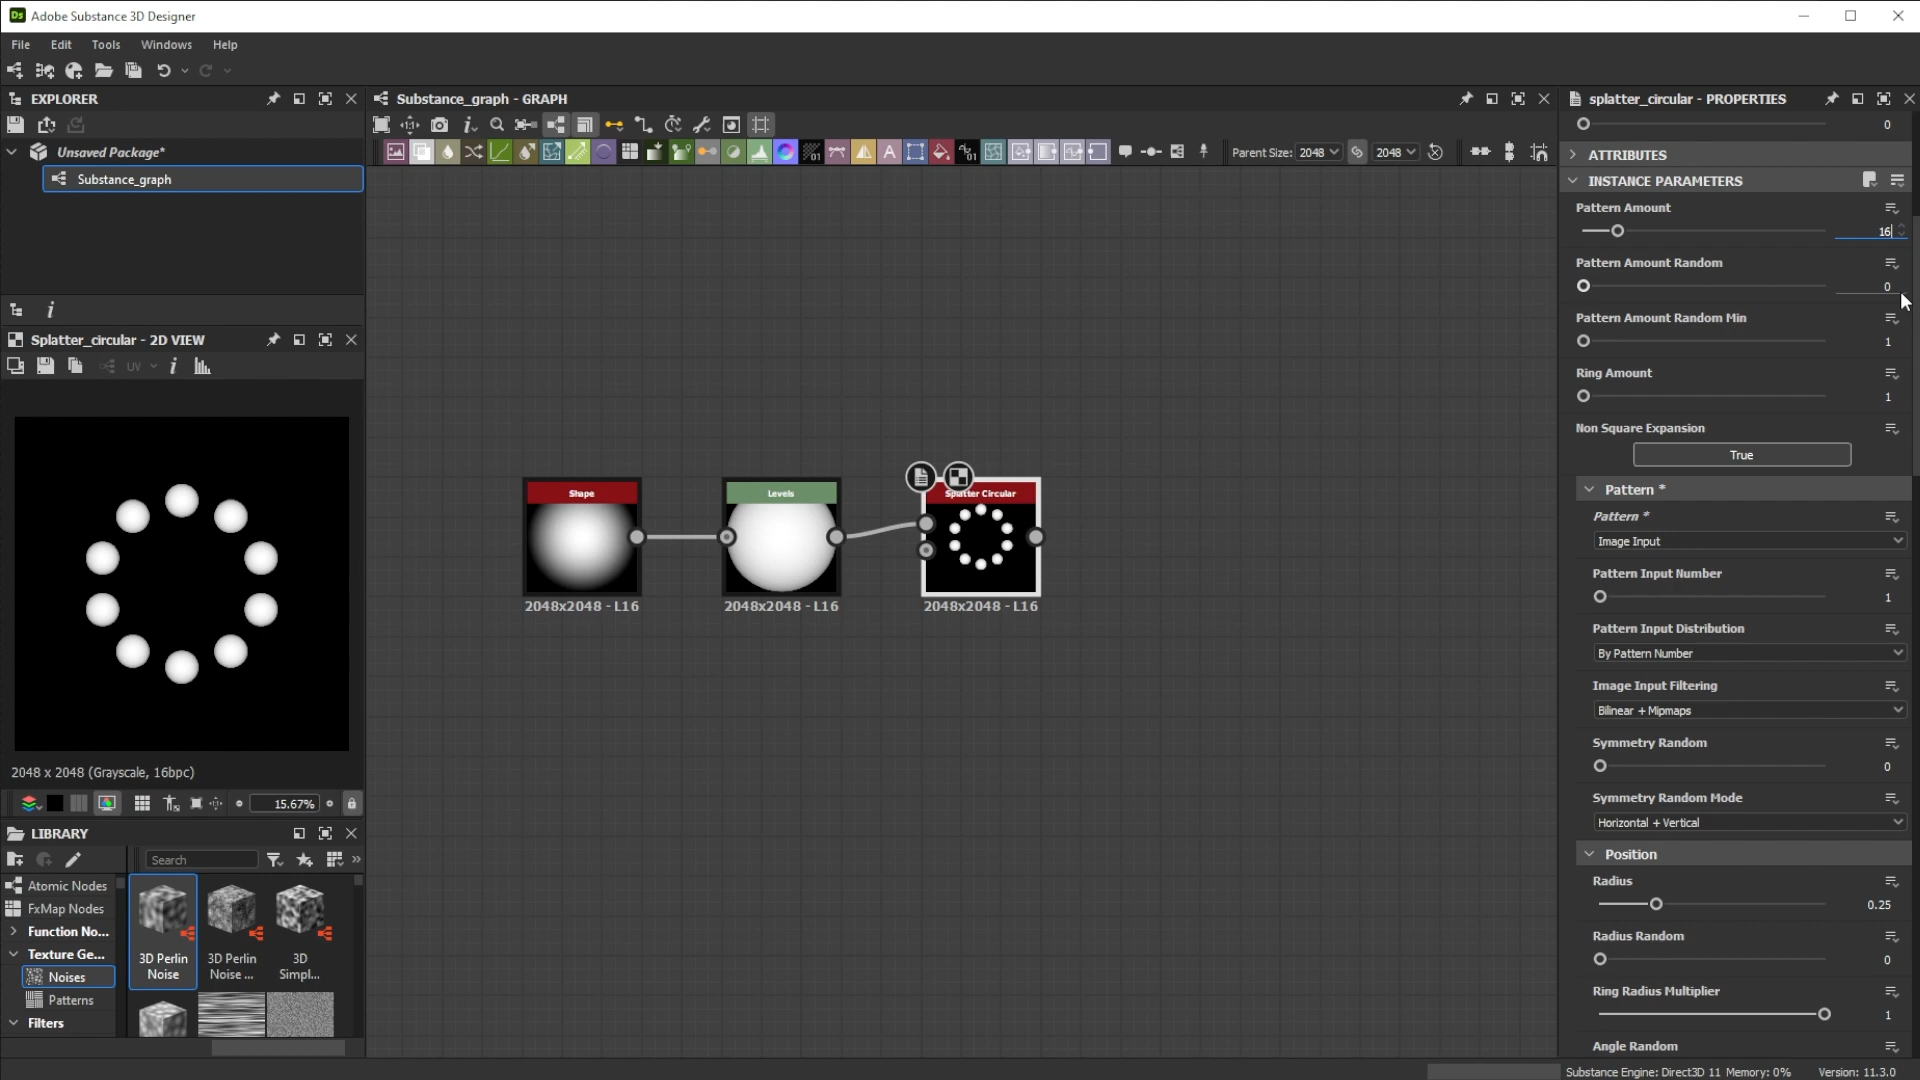 Ds Adobe Substance 3D Designer
File Edit Tools Windows Help
EXPLORER
Unsaved Package*
Substance_graph
Splatter_circular - 2D VIEW
UV
2048 x 2048 (Grayscale, 16bpc)
15.67%
LIBRARY
Search
Atomic Nodes
FxMap Nodes
Function No...
Texture Ge...
Noises
Patterns
Filters
3D Perlin
Noise
3D Perlin
Noise ...
3D
Simpl...
Substance_graph - GRAPH
Parent Size: 2048 2048
Shape
2048x2048 - L16
Levels
2048x2048 - L16
Splatter Circular
2048x2048 - L16
splatter_circular - PROPERTIES
0
ATTRIBUTES
INSTANCE PARAMETERS
Pattern Amount
16
Pattern Amount Random
0
Pattern Amount Random Min
1
Ring Amount
1
Non Square Expansion
True
Pattern *
Pattern *
Image Input
Pattern Input Number
1
Pattern Input Distribution
By Pattern Number
Image Input Filtering
Bilinear + Mipmaps
Symmetry Random
0
Symmetry Random Mode
Horizontal + Vertical
Position
Radius
0.25
Radius Random
0
Ring Radius Multiplier
1
Angle Random
Substance Engine: Direct3D 11 Memory: 0% Version: 11.3.0